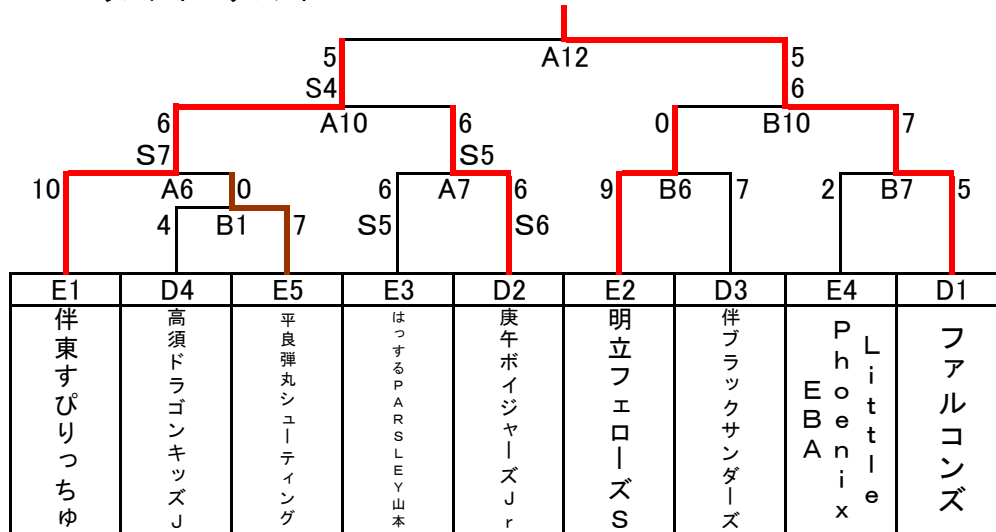 5 A12 5
S4 6
6 A10 6 0 B10 7
S7 S5
10 A6 0 6 A7 6 9 B6 7 2 B7 5
4 B1 7 S5 S6
E1 D4 E5 E3 D2 E2 D3 E4 D1
伴東すぴりっちゅ
高須ドラゴンキッズJ
平良弾丸シューティング
はっするPARSLEY山本
庚午ボイジャーズJr
明立フェローズS
伴ブラックサンダーズ
Little
Phoenix
EBA
ファルコンズ